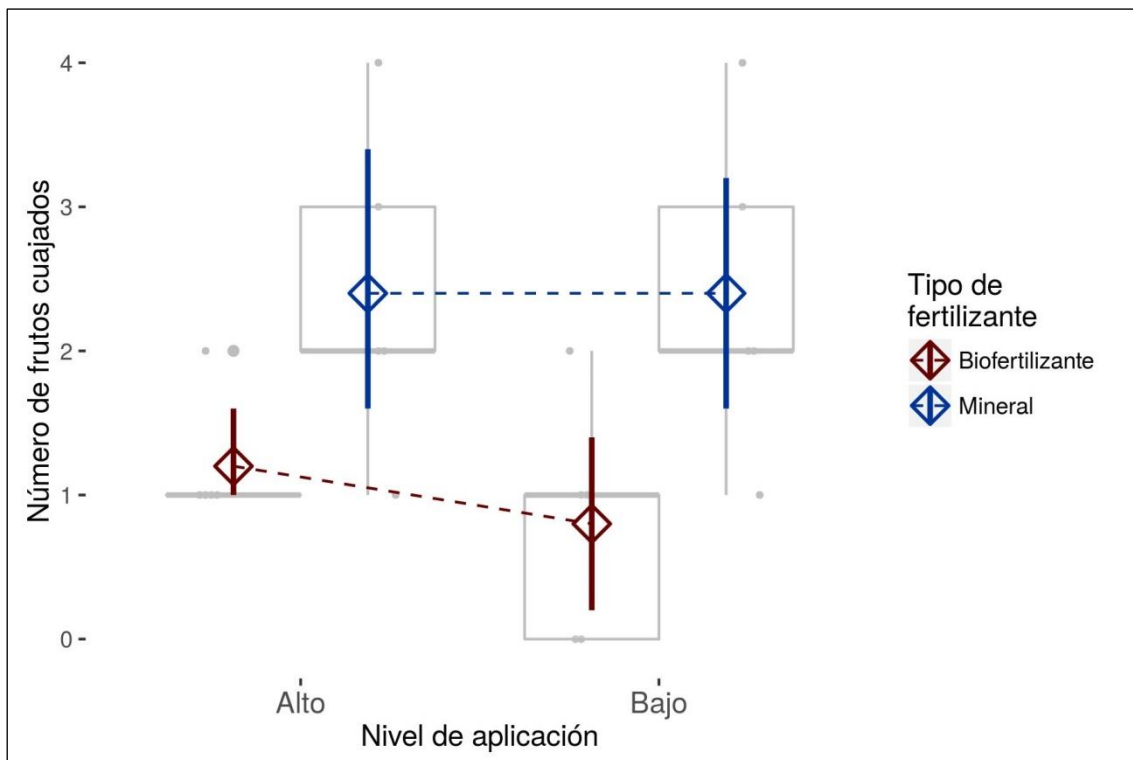 4
3
2
1
0
Número de frutos cuajados
Alto
Bajo
Nivel de aplicación
Tipo de
fertilizante
Biofertilizante
Mineral